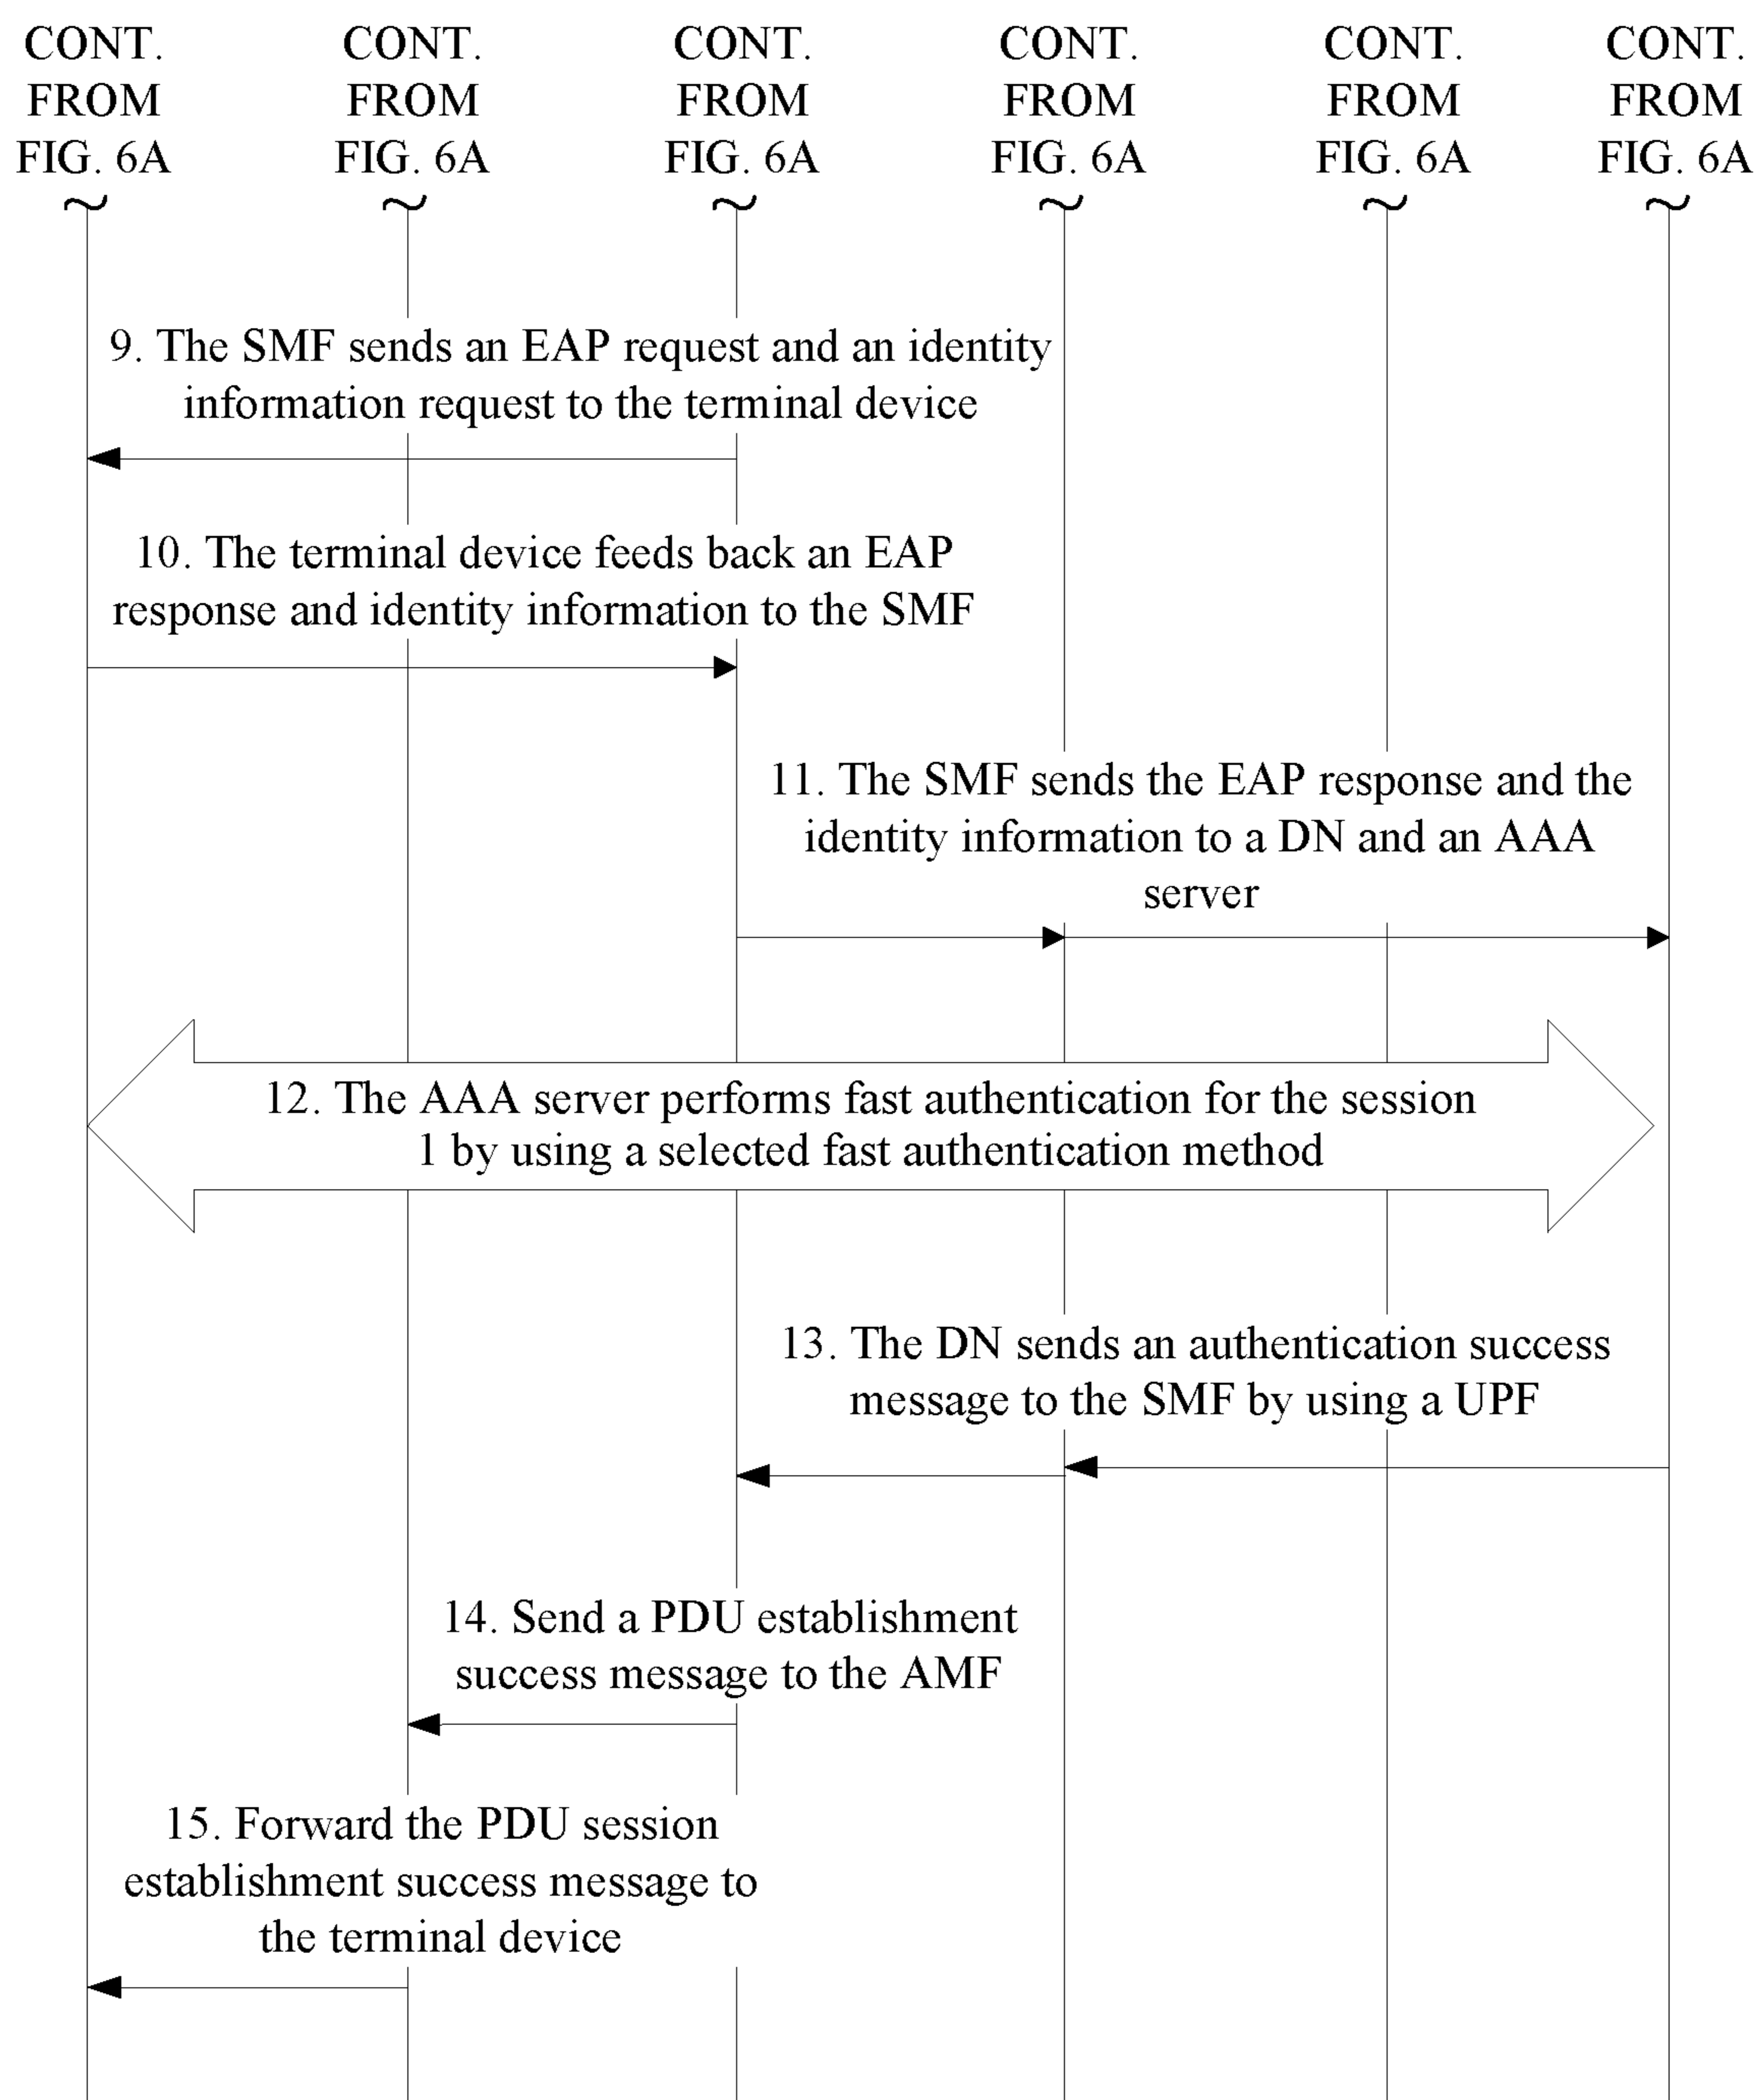 CONT. CONT. CONT. CONT. CONT. CONT.
FROM FROM FROM FROM FROM FROM
FIG. 6A FIG. 6A FIG. 6A FIG. 6A FIG. 6A FIG. 6A
9. The SMF sends an EAP request and an identity
information request to the terminal device
10. The terminal device feeds back an EAP
response and identity information to the SMF
11. The SMF sends the EAP response and the
identity information to a DN and an AAA
server
12. The AAA server performs fast authentication for the session
1 by using a selected fast authentication method
13. The DN sends an authentication success
message to the SMF by using a UPF
14. Send a PDU establishment
success message to the AMF
15. Forward the PDU session
establishment success message to
the terminal device